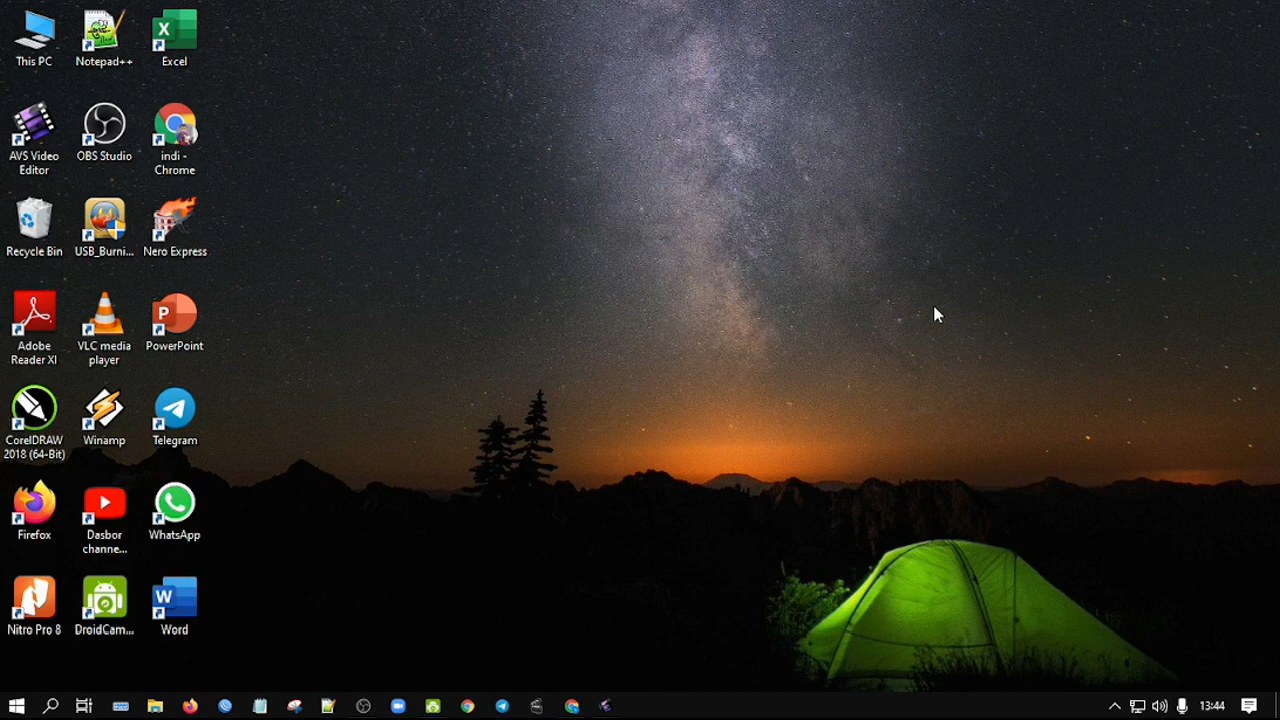 This PC
Notepad++
Excel
AVS Video
Editor
OBS Studio
indi -
Chrome
Recycle Bin
USB_Burni...
Nero Express
Adobe
Reader XI
VLC media
player
PowerPoint
CorelDRAW
2018 (64-Bit)
Winamp
Telegram
Firefox
Dasbor
channe...
WhatsApp
Nitro Pro 8
DroidCam...
Word
13:44